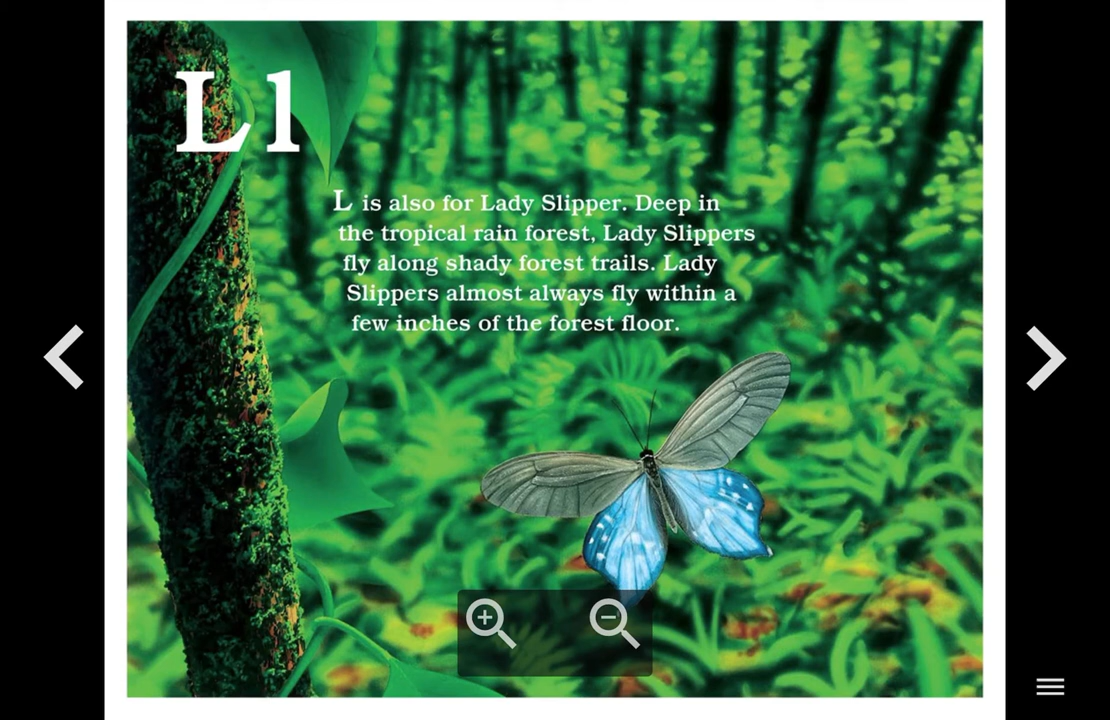 Ll
L is also for Lady Slipper. Deep in
the tropical rain forest, Lady Slippers
fly along shady forest trails. Lady
Slippers almost always fly within a
few inches of the forest floor.